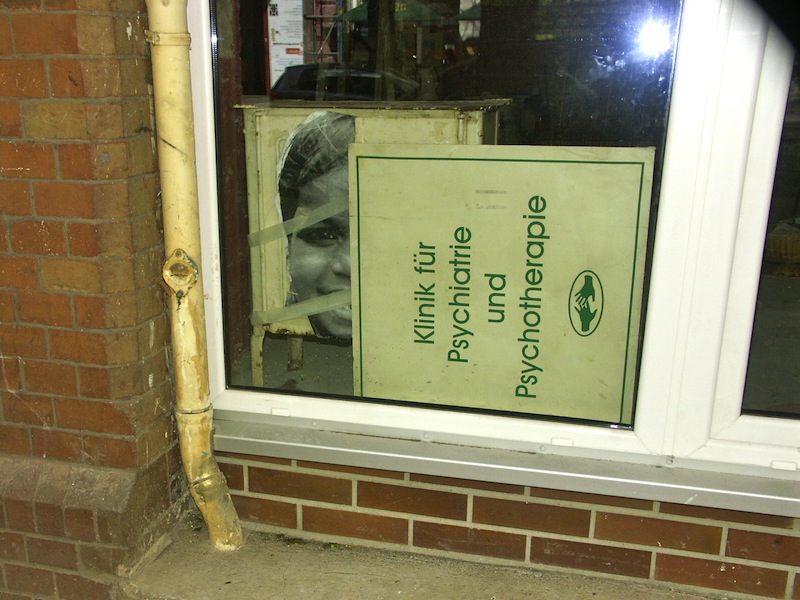 Klinik für
Psychiatrie
und
Psychotherapie